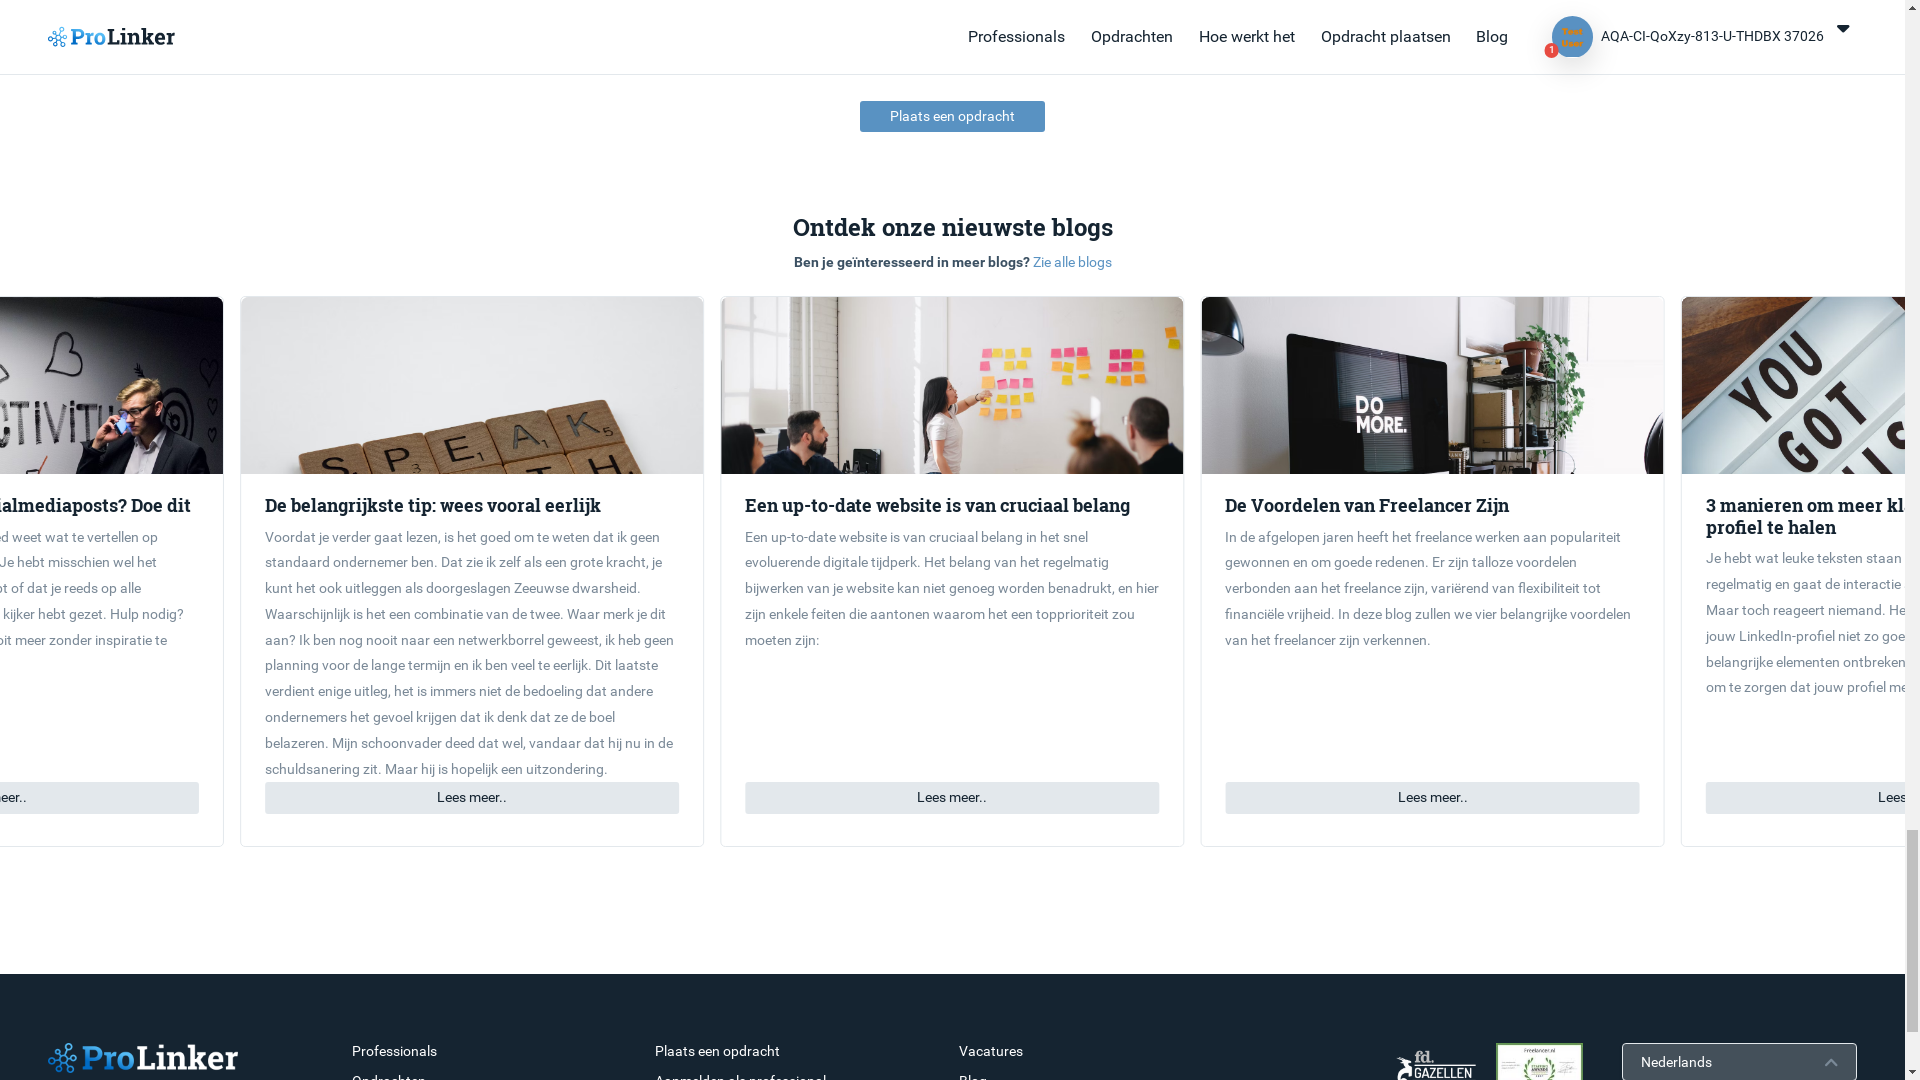 ProLinker
Professionals
Opdrachten
Hoe werkt het
Opdracht plaatsen
Blog
1
AQA-CI-QoXzy-813-U-THDBX 37026
Plaats een opdracht
Ontdek onze nieuwste blogs
Ben je geïnteresseerd in meer blogs? Zie alle blogs
ialmediaposts? Doe dit
d weet wat te vertellen op
Je hebt misschien wel het
of dat je reeds op alle
kijker hebt gezet. Hulp nodig?
oit meer zonder inspiratie te
eer..
SPEAK
De belangrijkste tip: wees vooral eerlijk
Voordat je verder gaat lezen, is het goed om te weten dat ik geen
standaard ondernemer ben. Dat zie ik zelf als een grote kracht, je
kunt het ook uitleggen als doorgeslagen Zeeuwse dwarsheid.
Waarschijnlijk is het een combinatie van de twee. Waar merk je dit
aan? Ik ben nog nooit naar een netwerkborrel geweest, ik heb geen
planning voor de lange termijn en ik ben veel te eerlijk. Dit laatste
verdient enige uitleg, het is immers niet de bedoeling dat andere
ondernemers het gevoel krijgen dat ik denk dat ze de boel
belazeren. Mijn schoonvader deed dat wel, vandaar dat hij nu in de
schuldsanering zit. Maar hij is hopelijk een uitzondering.
Lees meer..
Een up-to-date website is van cruciaal belang
Een up-to-date website is van cruciaal belang in het snel
evoluerende digitale tijdperk. Het belang van het regelmatig
bijwerken van je website kan niet genoeg worden benadrukt, en hier
zijn enkele feiten die aantonen waarom het een topprioriteit zou
moeten zijn:
Lees meer..
DO
MORE.
De Voordelen van Freelancer Zijn
In de afgelopen jaren heeft het freelance werken aan populariteit
gewonnen en om goede redenen. Er zijn talloze voordelen
verbonden aan het freelance zijn, variërend van flexibiliteit tot
financiële vrijheid. In deze blog zullen we vier belangrijke voordelen
van het freelancer zijn verkennen.
Lees meer..
YOU
GOT
3 manieren om meer kl
profiel te halen
Je hebt wat leuke teksten staan
regelmatig en gaat de interactie
Maar toch reageert niemand. He
jouw LinkedIn-profiel niet zo goe
belangrijke elementen ontbreken
om te zorgen dat jouw profiel me
Lees
ProLinker
Professionals
Opdrachten
Plaats een opdracht
Aanmelden als professional
Vacatures
Blog
fd.
GAZELLEN
Freelancer.nl
Nederlands